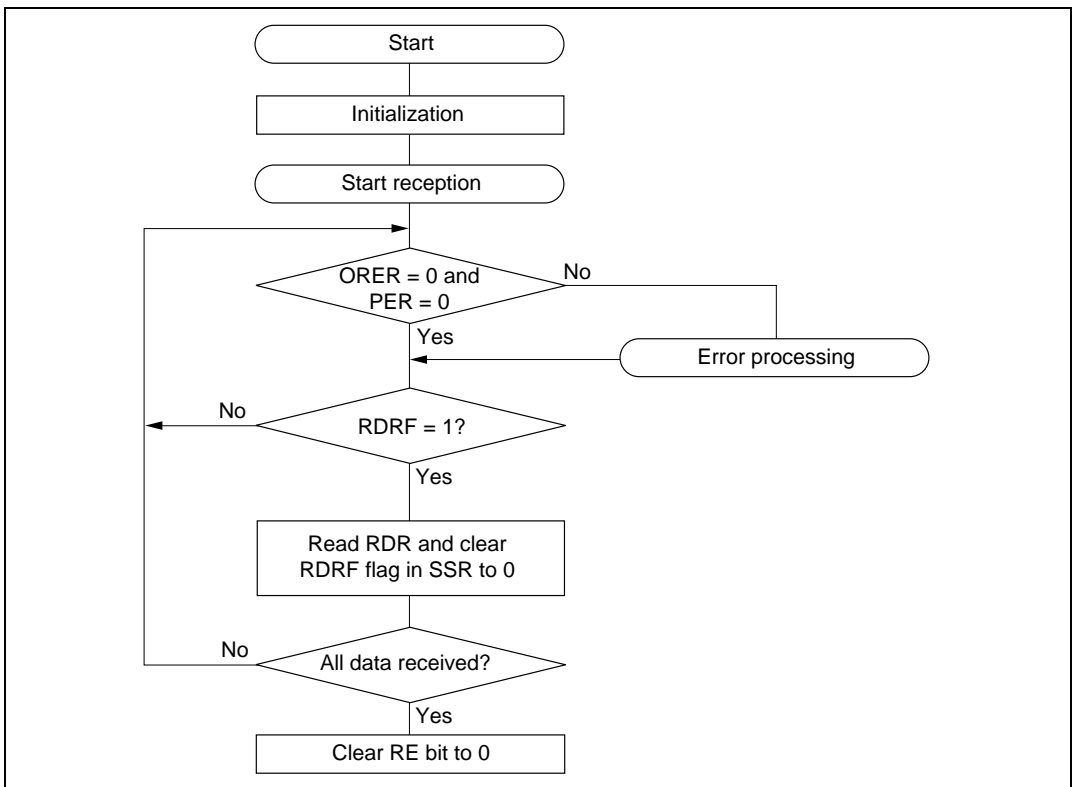 Start
Initialization
Start reception
ORER = 0 and
PER = 0
No
Yes
Error processing
No
RDRF = 1?
Yes
Read RDR and clear
RDRF flag in SSR to 0
No
All data received?
Yes
Clear RE bit to 0